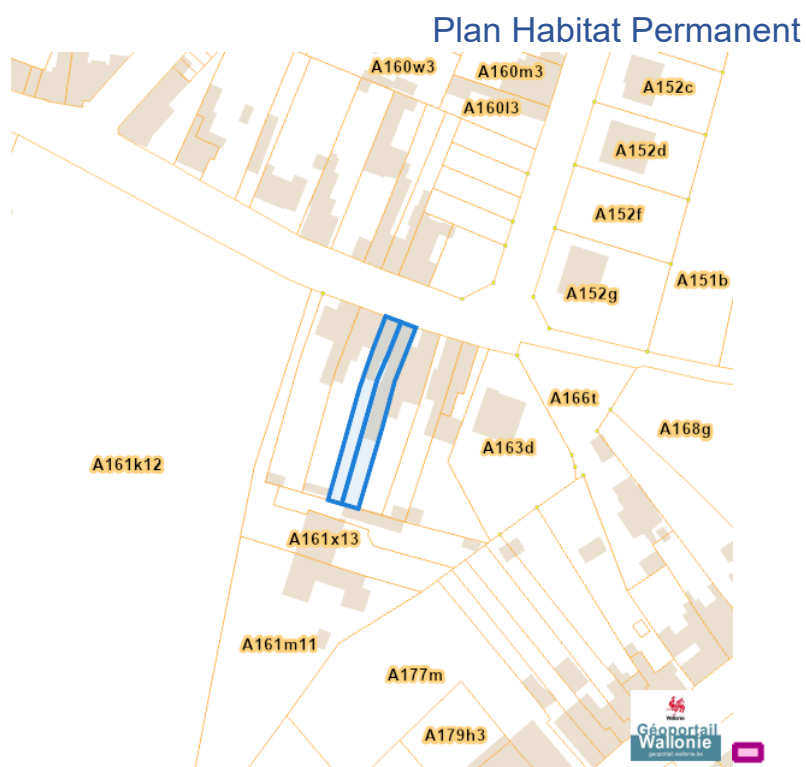 Plan Habitat Permanent
A160w3
A160m3
A152c
A160l3
A152d
A152f
A151b
A152g
A166t
A168g
A163d
A161k12
A161x13
A161m11
A177m
A179h3
Wallonie
Géoportail
Wallonie
geoportail.wallonie.be